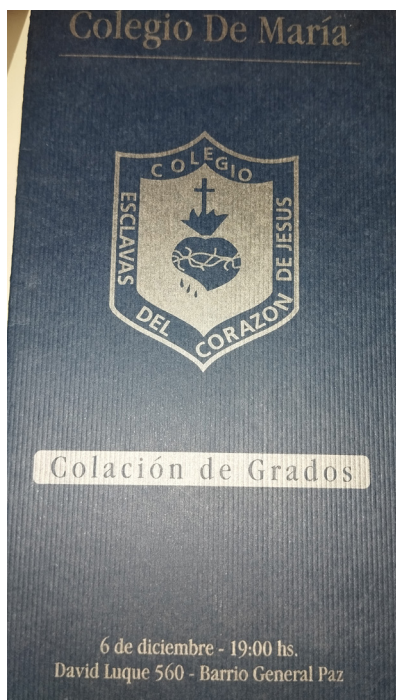 Colegio De María
COLEGIO
ESCLAVAS
DEL
CORAZON
DE JESUS
Colación de Grados
6 de diciembre - 19:00 hs.
David Luque 560 - Barrio General Paz